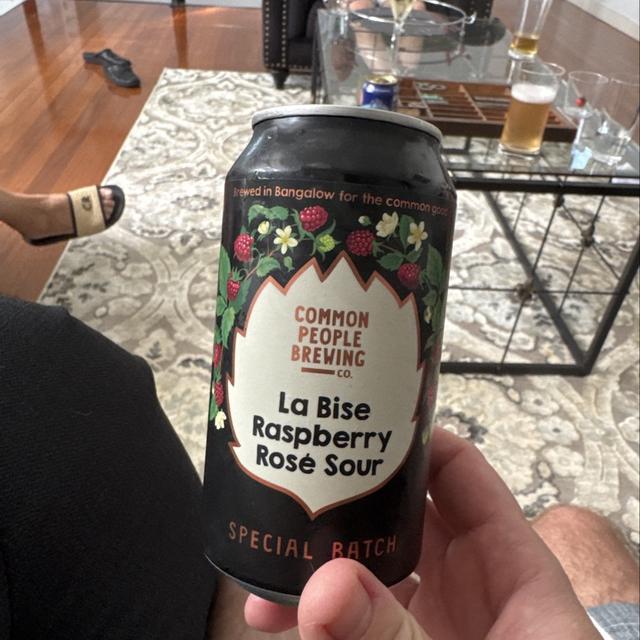 Brewed in Bangalow for the common good
COMMON
PEOPLE
BREWING
CO.
La Bise
Raspberry
Rosé Sour
SPECIAL BATCH